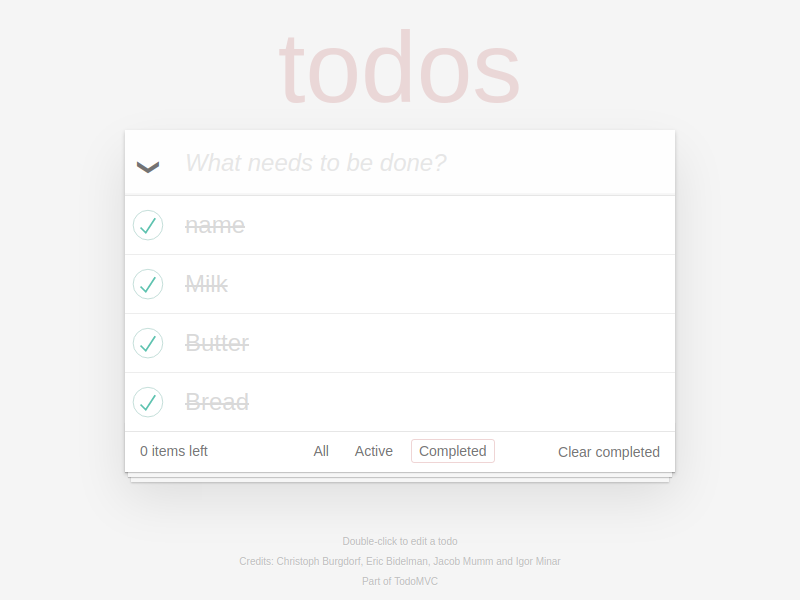 todos
What needs to be done?
name
Milk
Butter
Bread
0 items left All Active Completed Clear completed
Double-click to edit a todo
Credits: Christoph Burgdorf, Eric Bidelman, Jacob Mumm and Igor Minar
Part of TodoMVC